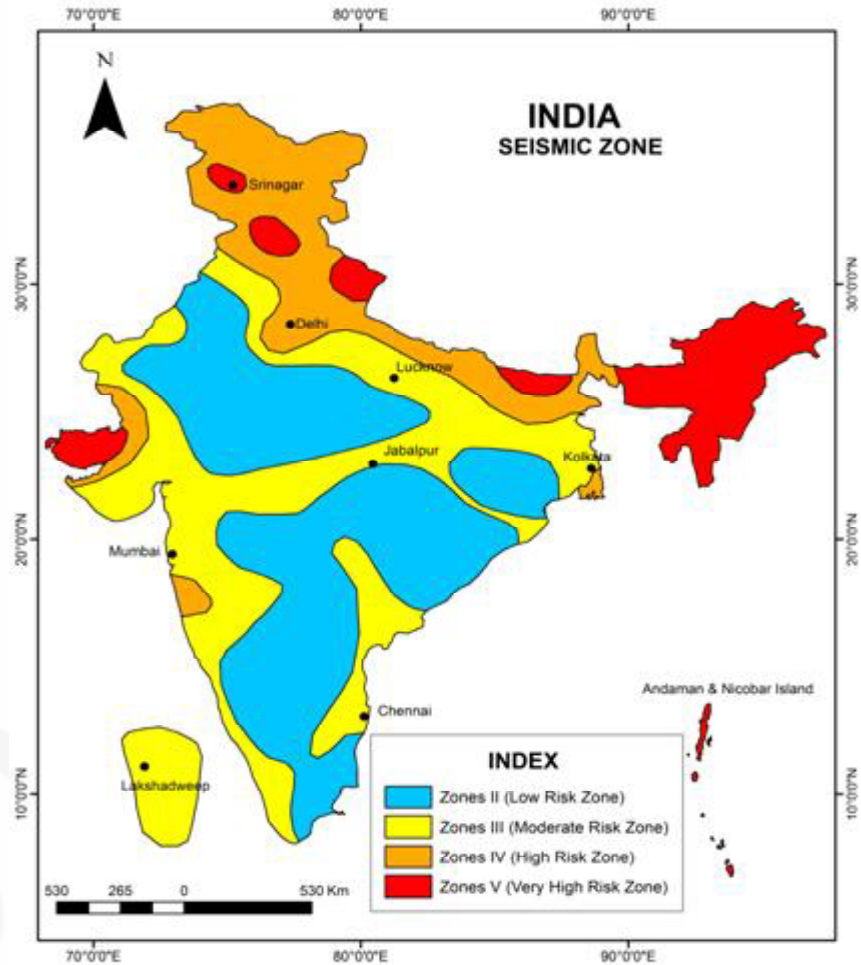 70°0'0"E 80°0'0"E 90°0'0"E
N
INDIA
SEISMIC ZONE
Srinagar
30°0'0"N 30°0'0"N
Delhi
Lucknow
Jabalpur
Kolkata
20°0'0"N 20°0'0"N
Mumbai
Andaman & Nicobar Island
Chennai
Lakshadweep
10°0'0"N 10°0'0"N
INDEX
Zones II (Low Risk Zone)
Zones III (Moderate Risk Zone)
Zones IV (High Risk Zone)
Zones V (Very High Risk Zone)
530 265 0 530 Km
70°0'0"E 80°0'0"E 90°0'0"E